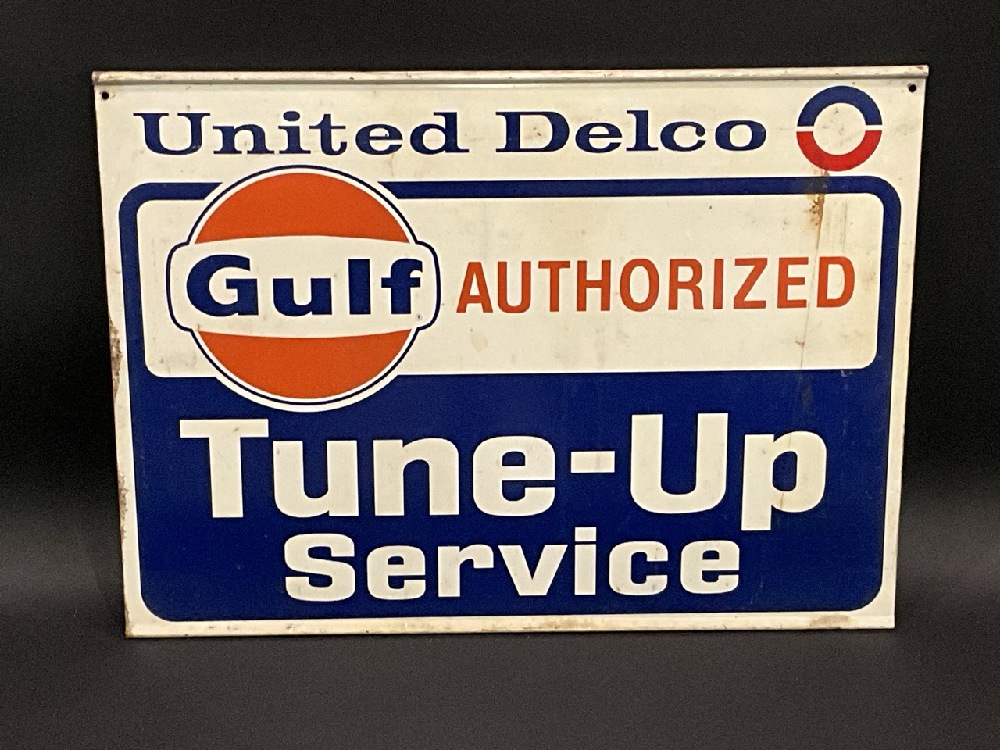 United Delco
Gulf AUTHORIZED
Tune-Up
Service